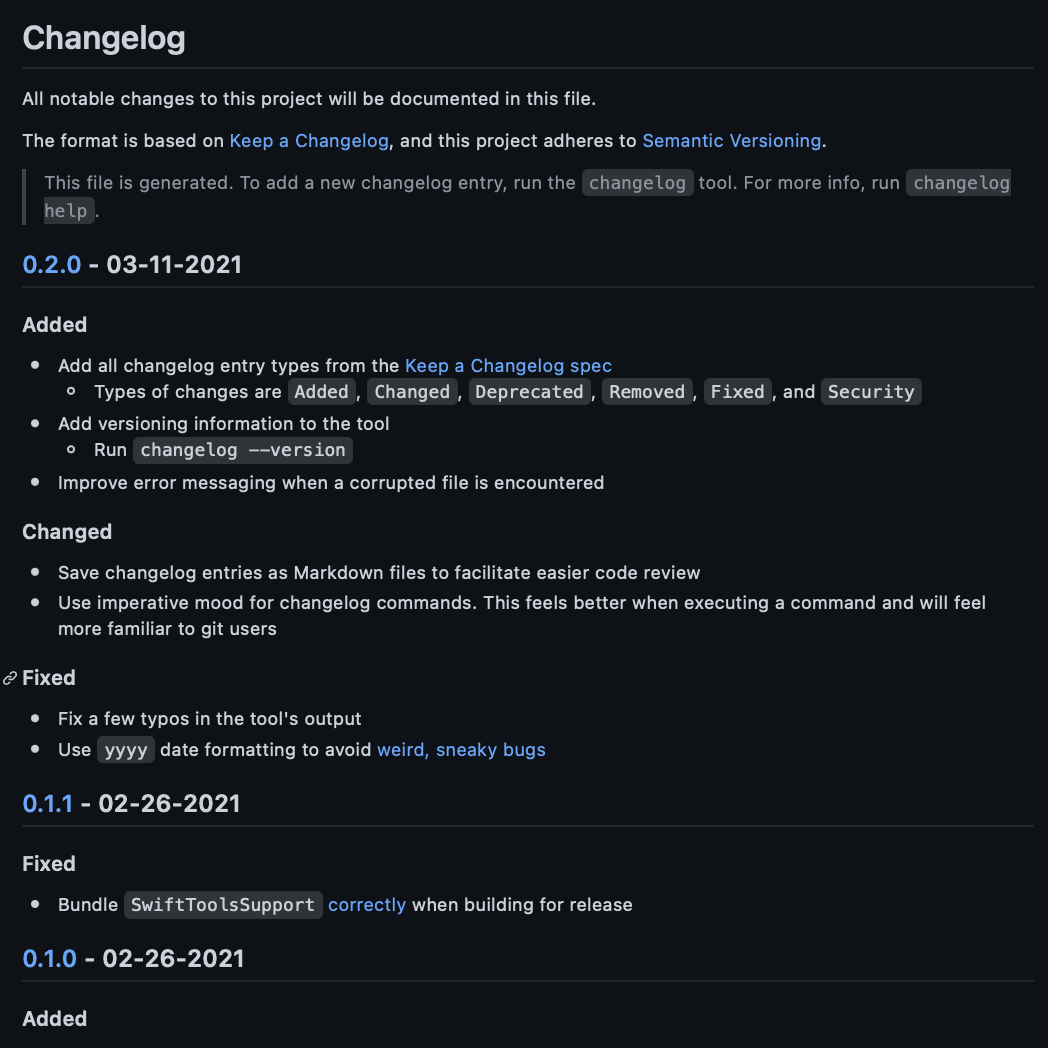 Changelog
All notable changes to this project will be documented in this file.
The format is based on Keep a Changelog, and this project adheres to Semantic Versioning.
This file is generated. To add a new changelog entry, run the changelog tool. For more info, run changelog
help.
0.2.0 - 03-11-2021
Added
Add all changelog entry types from the Keep a Changelog spec
Types of changes are Added, Changed, Deprecated, Removed, Fixed, and Security
Add versioning information to the tool
Run changelog --version
Improve error messaging when a corrupted file is encountered
Changed
Save changelog entries as Markdown files to facilitate easier code review
Use imperative mood for changelog commands. This feels better when executing a command and will feel
more familiar to git users
Fixed
Fix a few typos in the tool's output
Use yyyy date formatting to avoid weird, sneaky bugs
0.1.1 - 02-26-2021
Fixed
Bundle SwiftToolsSupport correctly when building for release
0.1.0 - 02-26-2021
Added